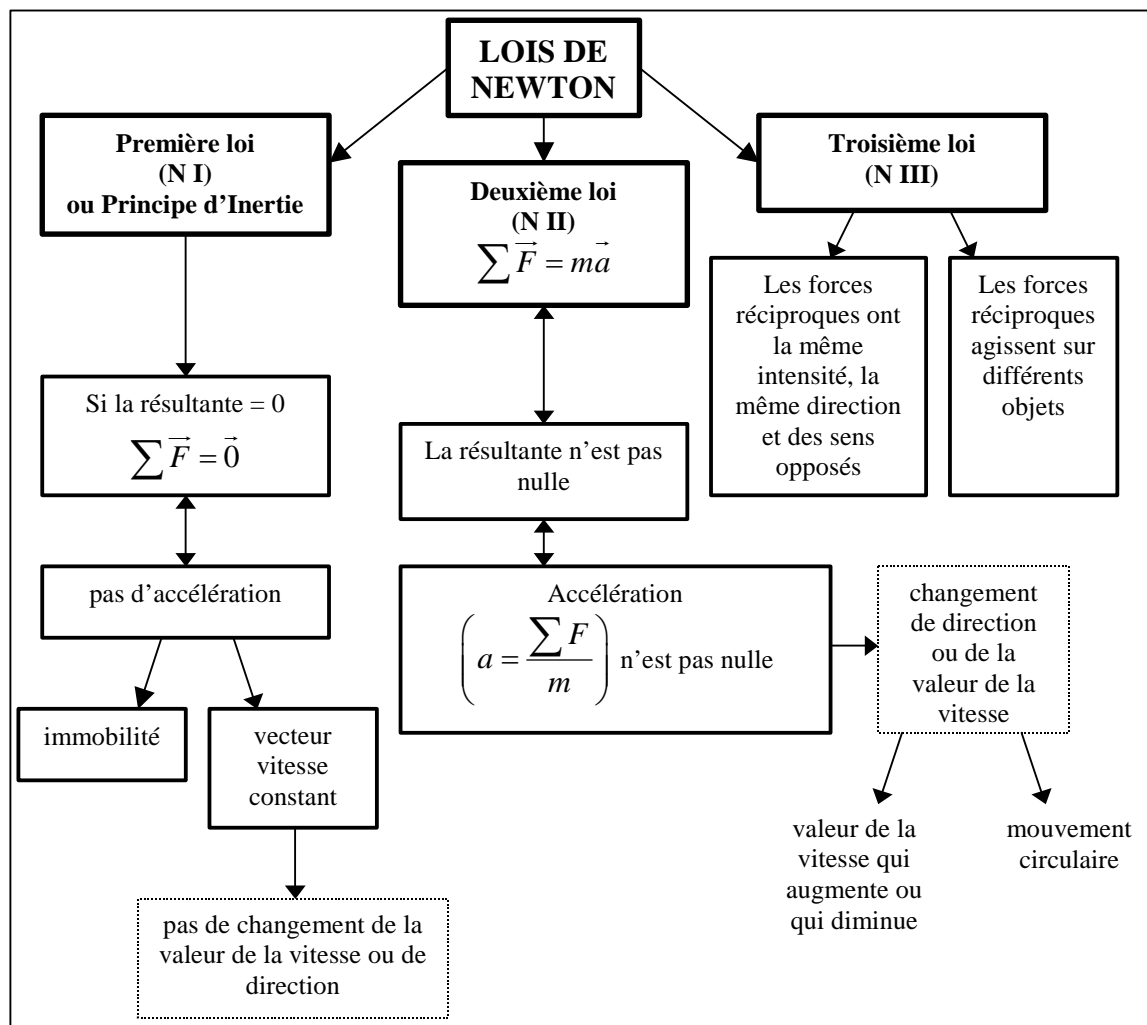 LOIS DE
NEWTON
Première loi
(N I)
ou Principe d'Inertie
Si la résultante = 0
∑F⃗ = 0⃗
pas d'accélération
immobilité
vecteur
vitesse
constant
pas de changement de la
valeur de la vitesse ou de
direction
Deuxième loi
(N II)
∑F⃗ = ma⃗
La résultante n'est pas
nulle
Accélération
(a = ∑F / m) n'est pas nulle
changement
de direction
ou de la
valeur de la
vitesse
valeur de la
vitesse qui
augmente ou
qui diminue
mouvement
circulaire
Troisième loi
(N III)
Les forces
réciproques ont
la même
intensité, la
même direction
et des sens
opposés
Les forces
réciproques
agissent sur
différents
objets